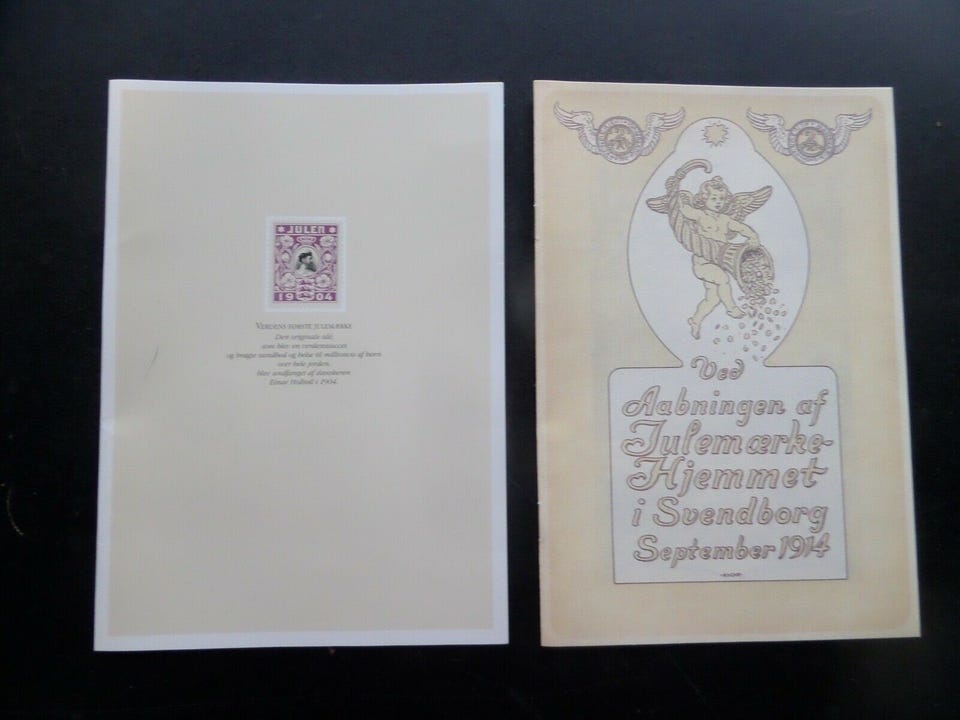 JULEN
1904
VERDENS FØRSTE JULEMÆRKE
Den originale idé,
som blev en verdenssucces
og bragte sundhed og helse til millioner af børn
over hele jorden,
blev undfanget af danskeren
Einar Holbøll i 1904.
Ved
Aabningen af
Julemærke-
Hjemmet
i Svendborg
September 1914